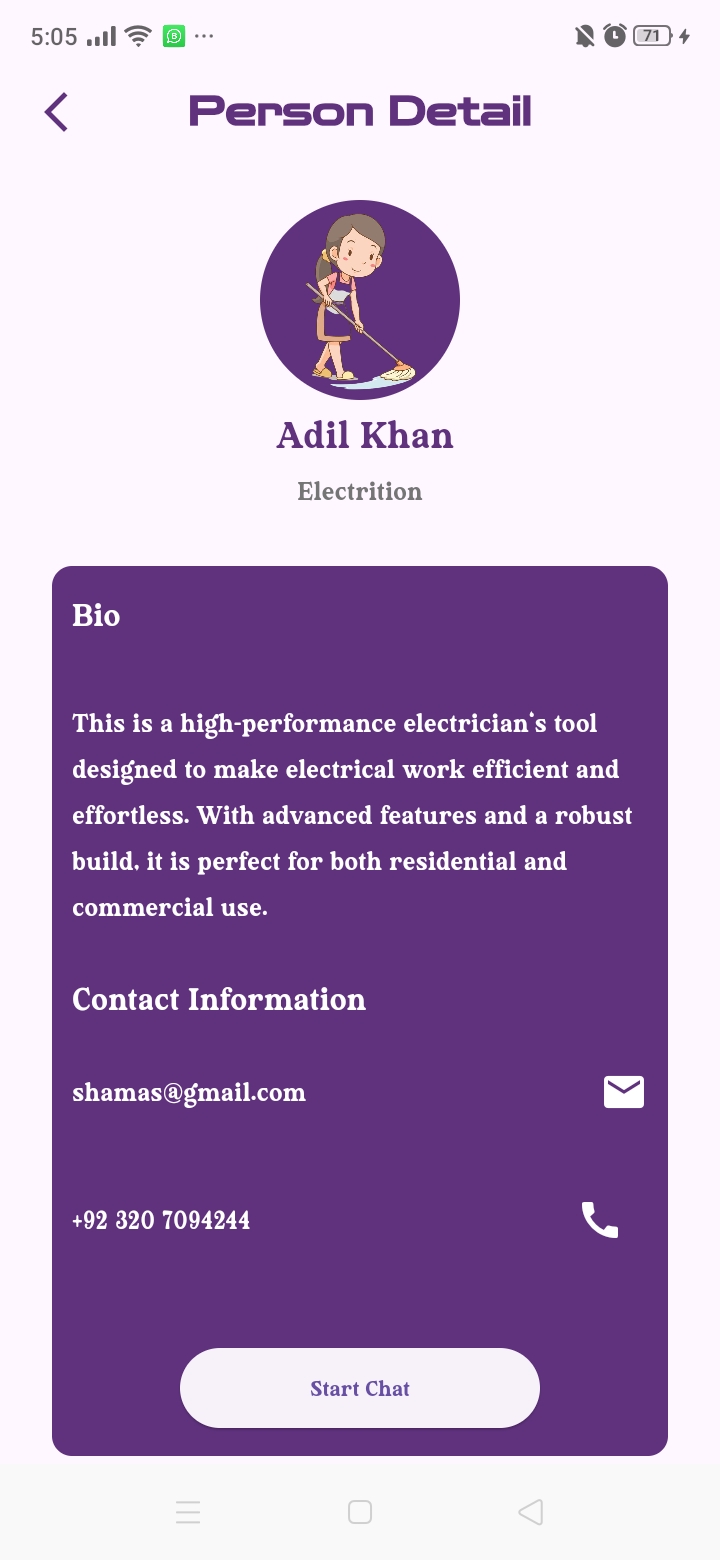 5:05
71
Person Detail
Adil Khan
Electrition
Bio
This is a high-performance electrician's tool
designed to make electrical work efficient and
effortless. With advanced features and a robust
build, it is perfect for both residential and
commercial use.
Contact Information
shamas@gmail.com
+92 320 7094244
Start Chat